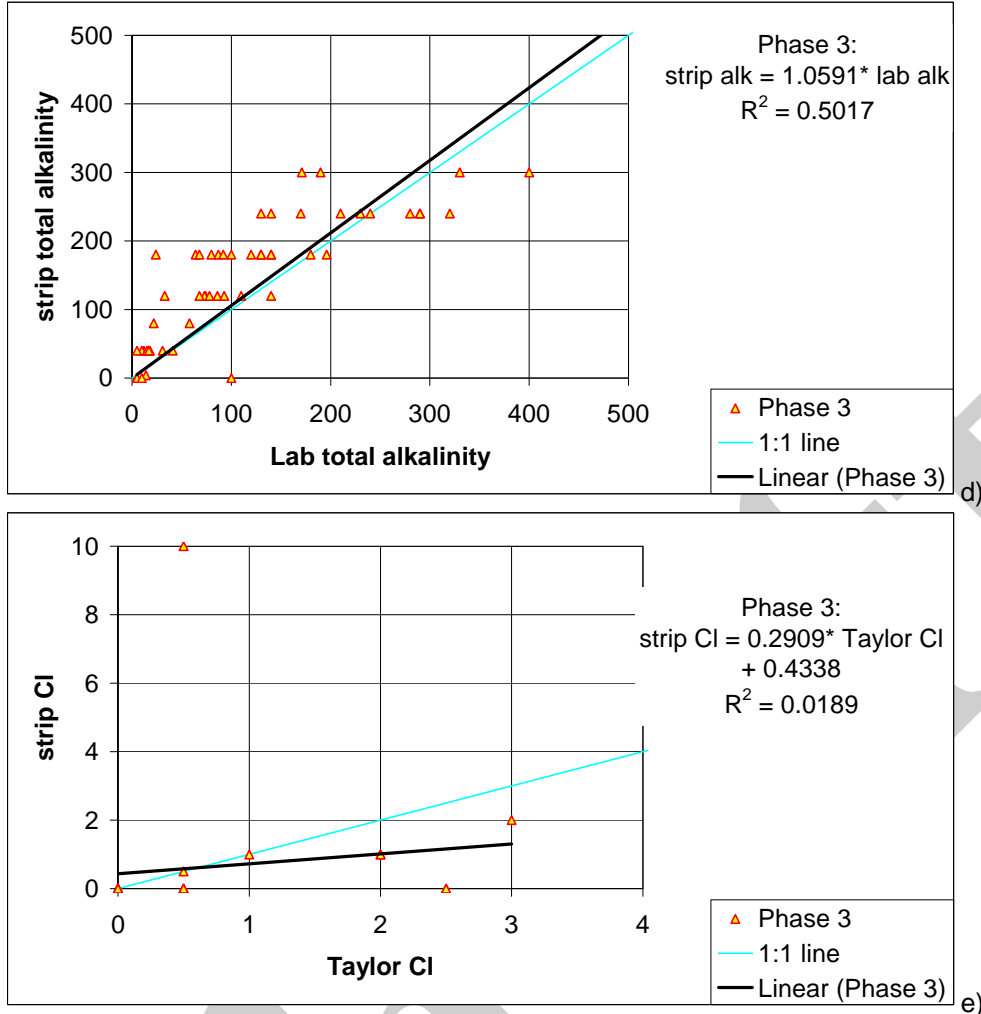 500
400
300
200
100
0
strip total alkalinity
0 100 200 300 400 500
Lab total alkalinity
Phase 3:
strip alk = 1.0591* lab alk
R² = 0.5017
Phase 3
1:1 line
Linear (Phase 3)
d)
10
8
6
4
2
0
strip Cl
0 1 2 3 4
Taylor Cl
Phase 3:
strip Cl = 0.2909* Taylor Cl
+ 0.4338
R² = 0.0189
Phase 3
1:1 line
Linear (Phase 3)
e)